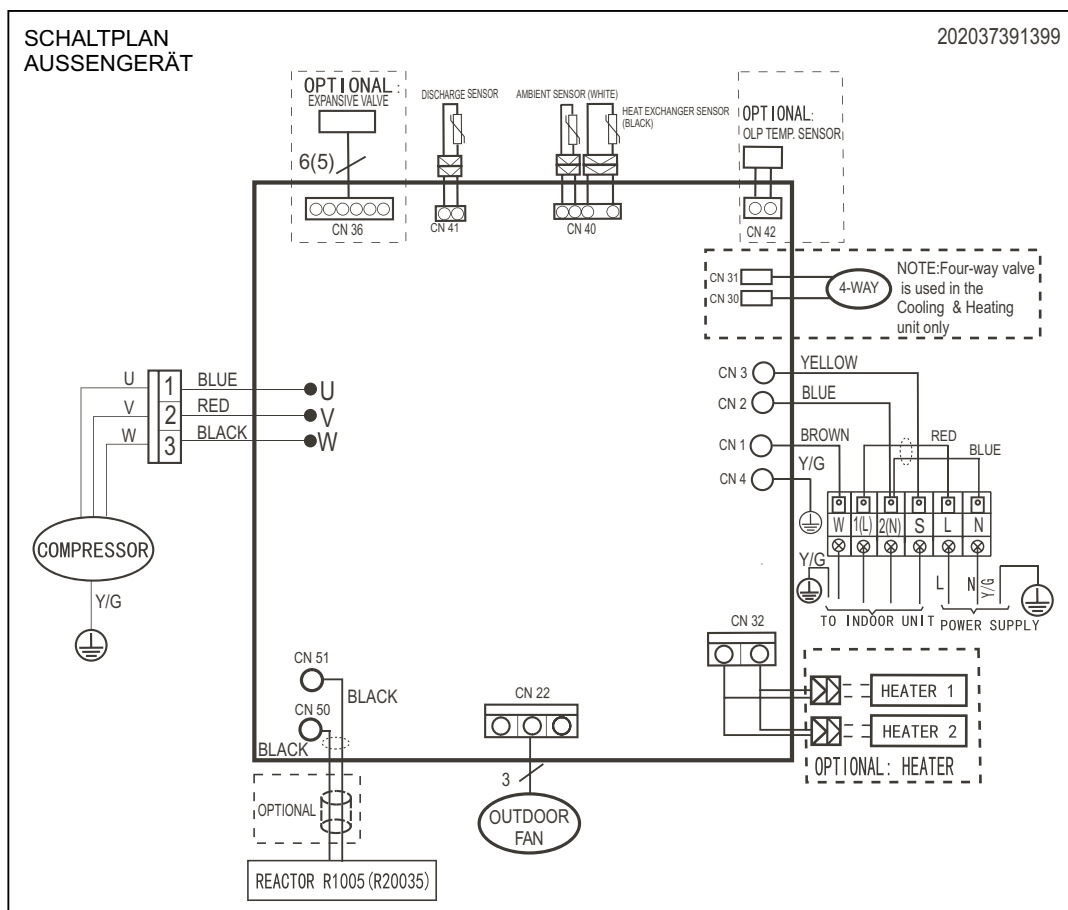 SCHALTPLAN
AUSSENGERÄT
202037391399
OPTIONAL:
EXPANSIVE VALVE
6(5)
CN 36
DISCHARGE SENSOR
CN 41
AMBIENT SENSOR (WHITE)
HEAT EXCHANGER SENSOR
(BLACK)
CN 40
OPTIONAL:
OLP TEMP. SENSOR
CN 42
CN 31
CN 30
4-WAY
NOTE:Four-way valve
is used in the
Cooling & Heating
unit only
U
V
W
1
2
3
BLUE
RED
BLACK
U
V
W
COMPRESSOR
Y/G
CN 3
YELLOW
CN 2
BLUE
CN 1
BROWN
CN 4
Y/G
RED
BLUE
W 1(L) 2(N) S L N
Y/G
L
N
Y/G
TO INDOOR UNIT
POWER SUPPLY
CN 32
HEATER 1
HEATER 2
OPTIONAL: HEATER
CN 51
BLACK
CN 50
BLACK
OPTIONAL
REACTOR R1005(R20035)
CN 22
3
OUTDOOR
FAN